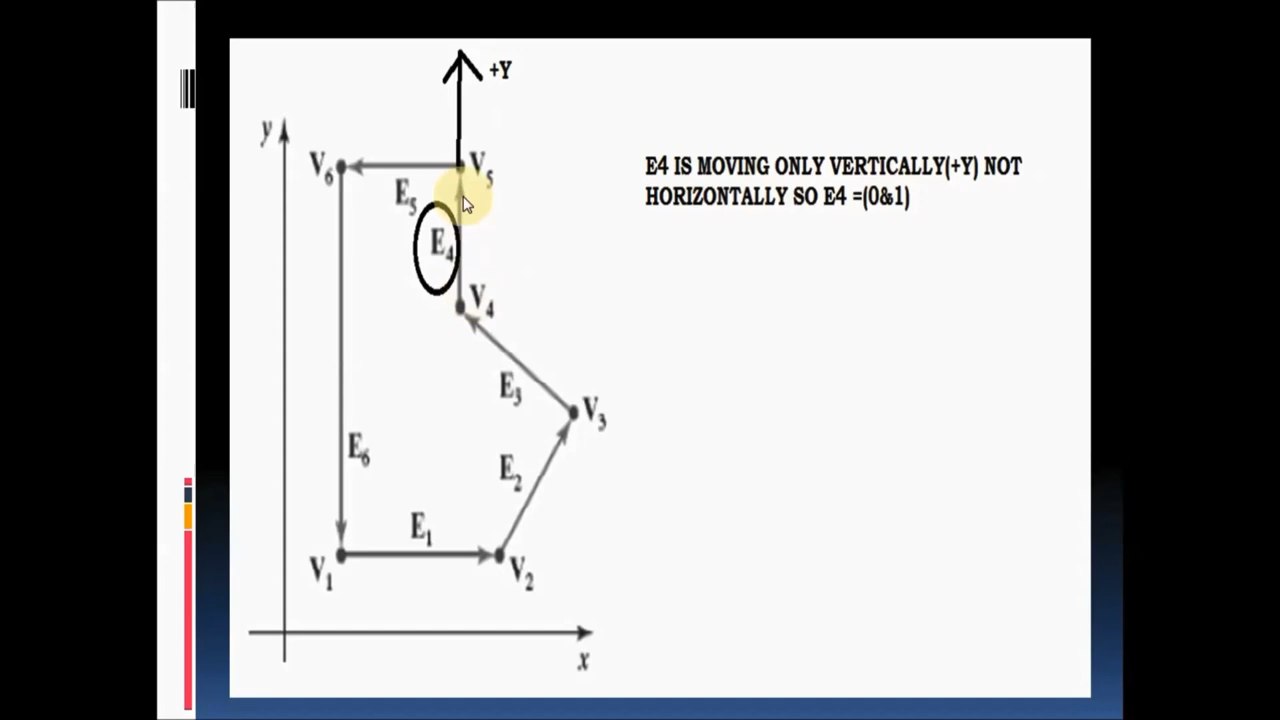 +Y
y
V6
V5
E5
E4
V4
E3
V3
E6
E2
E1
V1
V2
x
E4 IS MOVING ONLY VERTICALLY(+Y) NOT
HORIZONTALLY SO E4 =(0&1)